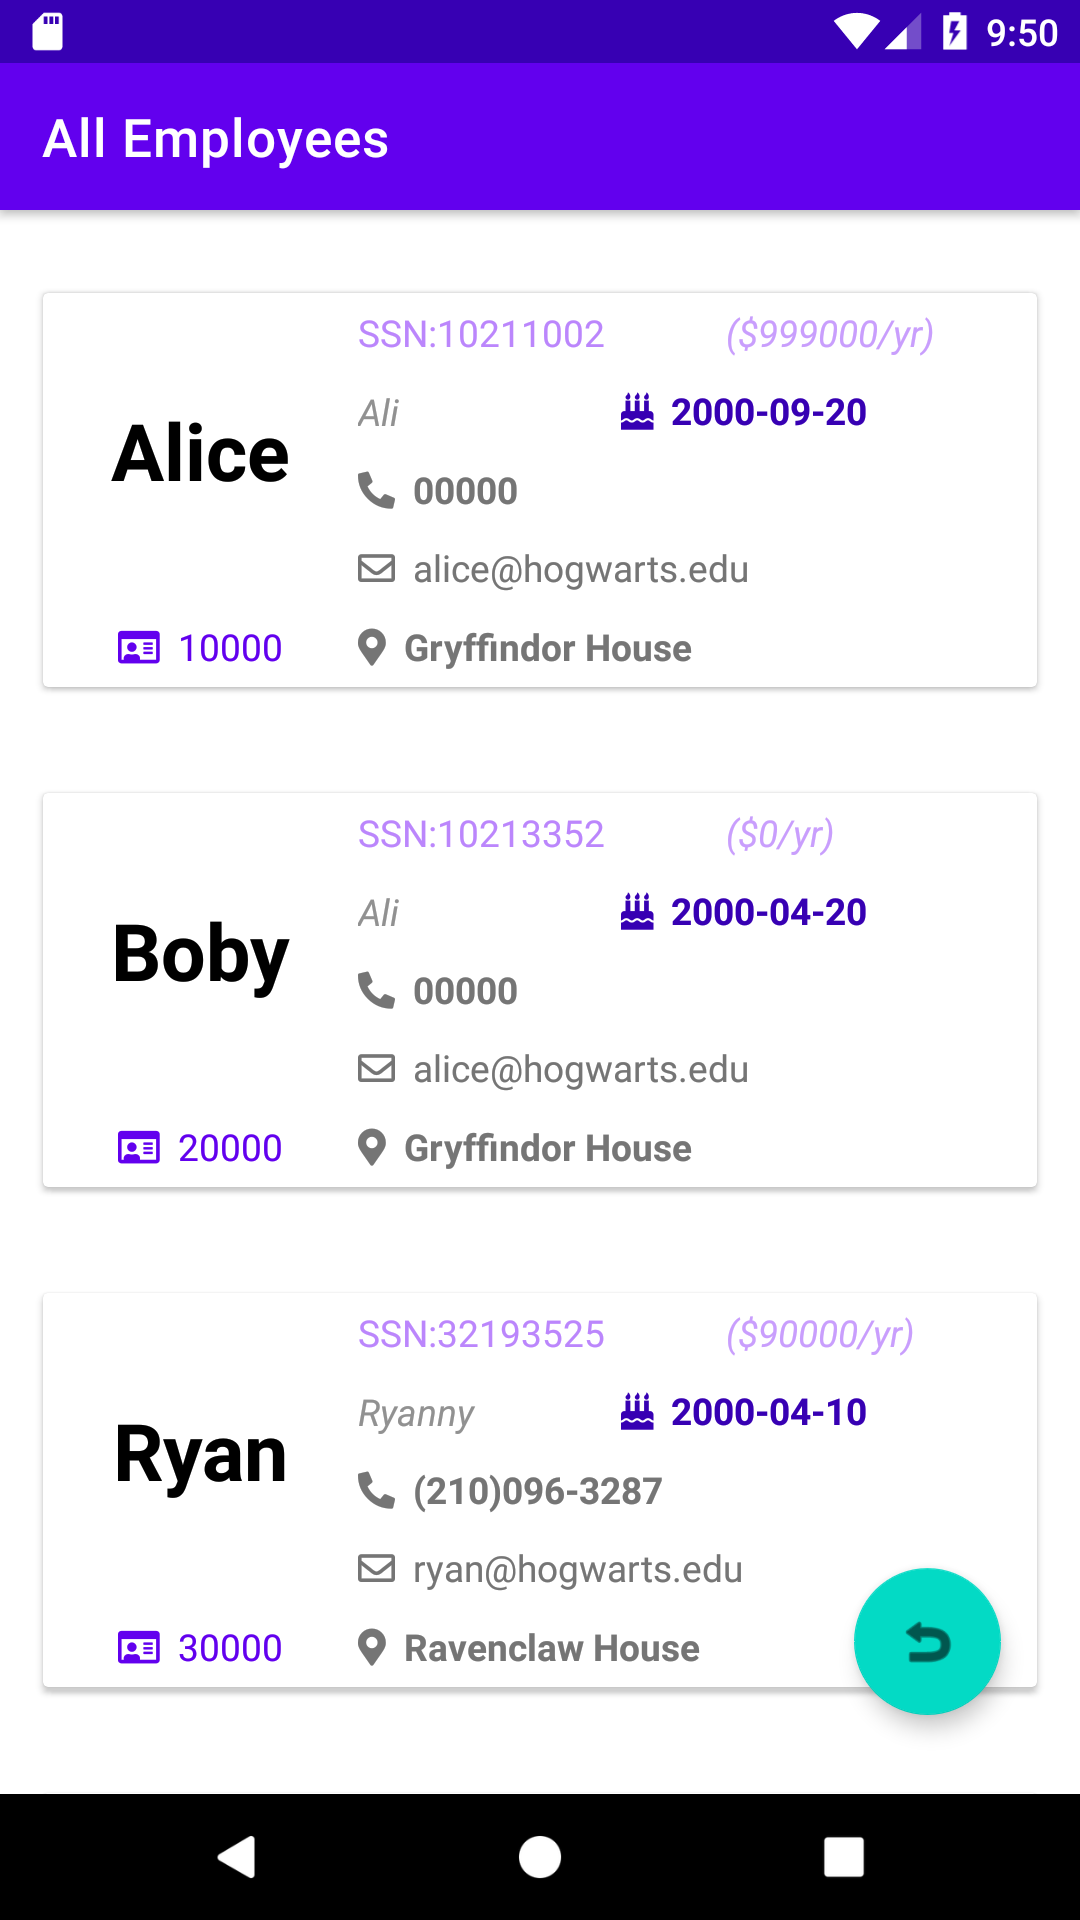 9:50
All Employees
SSN:10211002 ($999000/yr)
Ali 2000-09-20
Alice
00000
alice@hogwarts.edu
10000 Gryffindor House
SSN:10213352 ($0/yr)
Ali 2000-04-20
Boby
00000
alice@hogwarts.edu
20000 Gryffindor House
SSN:32193525 ($90000/yr)
Ryanny 2000-04-10
Ryan
(210)096-3287
ryan@hogwarts.edu
30000 Ravenclaw House